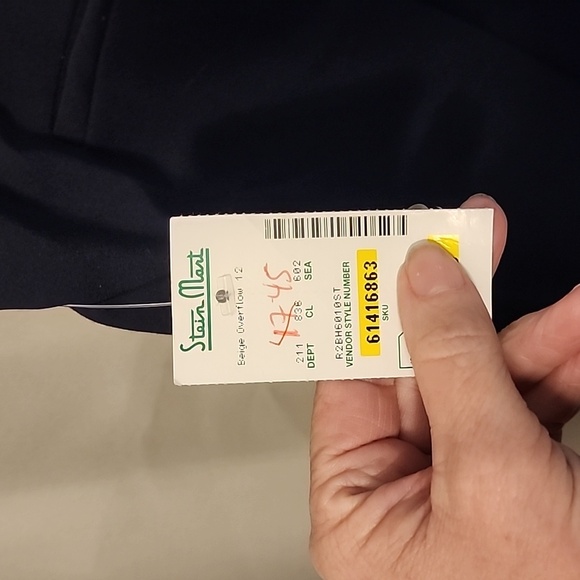 Stein Mart
Beige Overflow 12
47.45
211 836 602
DEPT CL SEA
R2BH6010ST
VENDOR STYLE NUMBER
61416863
SKU